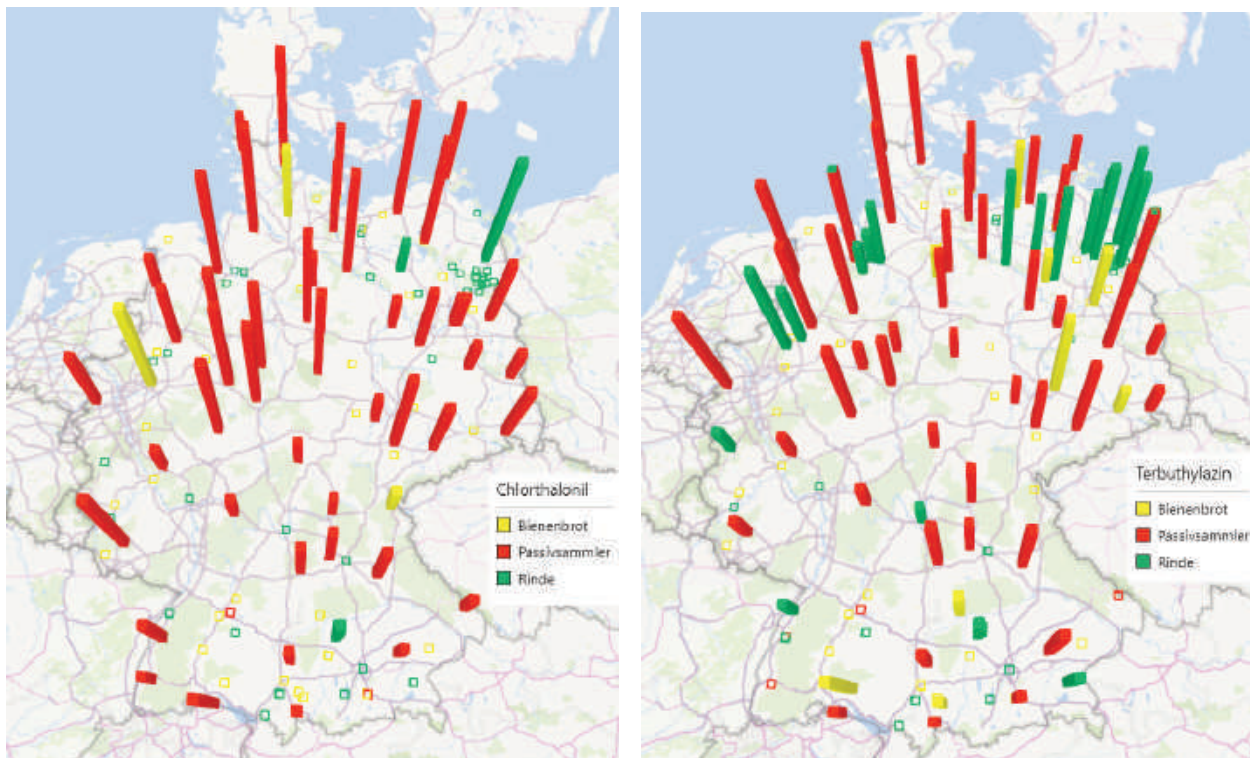 Chlorthalonil
Bienenbrot
Passivsammler
Rinde
Terbuthylazin
Bienenbrot
Passivsammler
Rinde